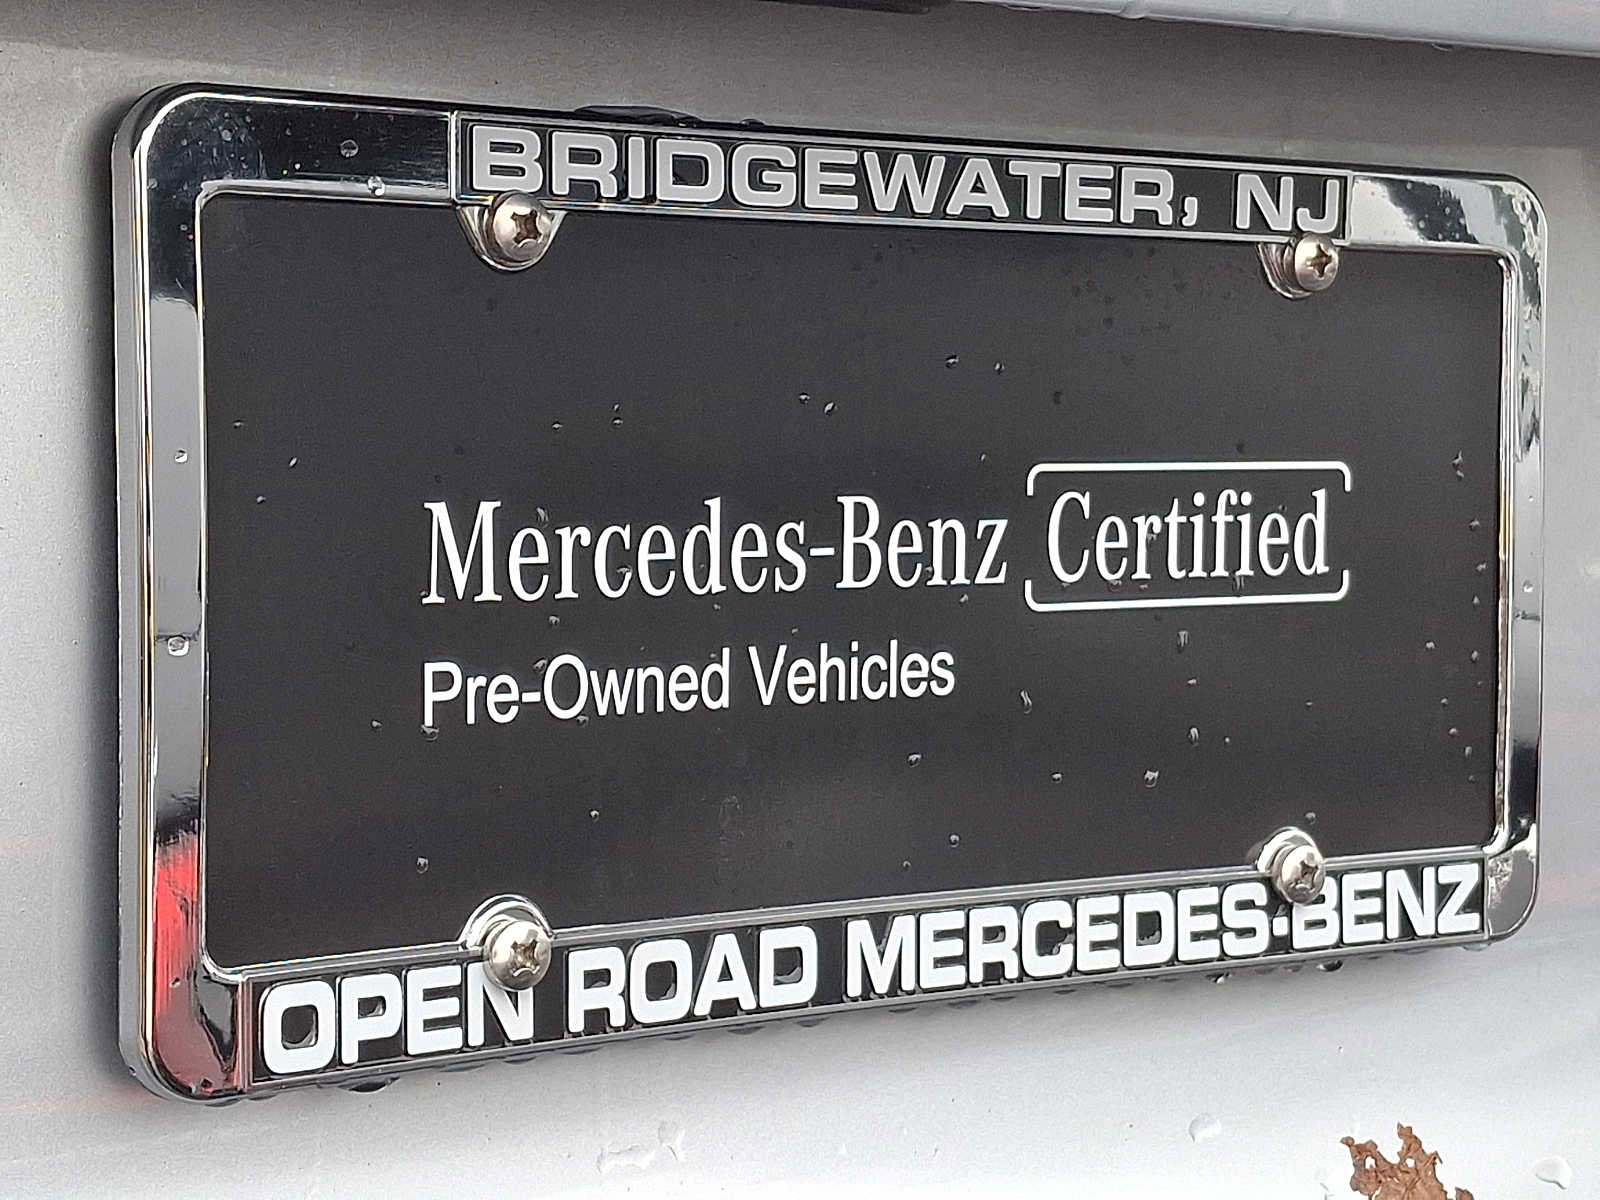 BRIDGEWATER, NJ
Mercedes-Benz Certified
Pre-Owned Vehicles
OPEN ROAD MERCEDES-BENZ